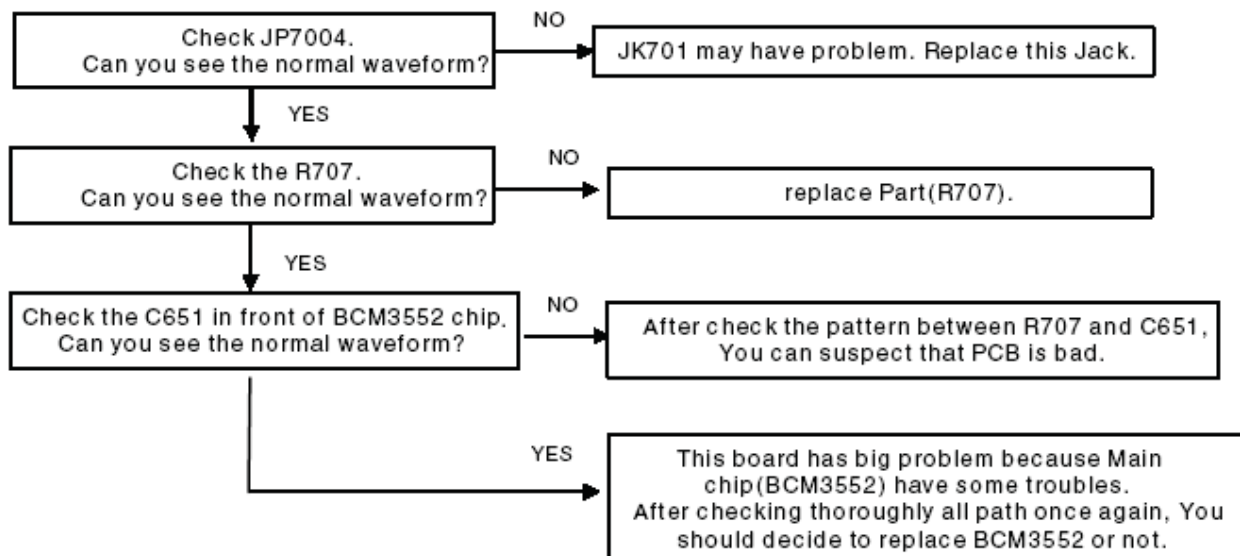 Check JP7004.
Can you see the normal waveform?
NO
JK701 may have problem. Replace this Jack.
YES
Check the R707.
Can you see the normal waveform?
NO
replace Part(R707).
YES
Check the C651 in front of BCM3552 chip.
Can you see the normal waveform?
NO
After check the pattern between R707 and C651,
You can suspect that PCB is bad.
YES
This board has big problem because Main
chip(BCM3552) have some troubles.
After checking thoroughly all path once again, You
should decide to replace BCM3552 or not.